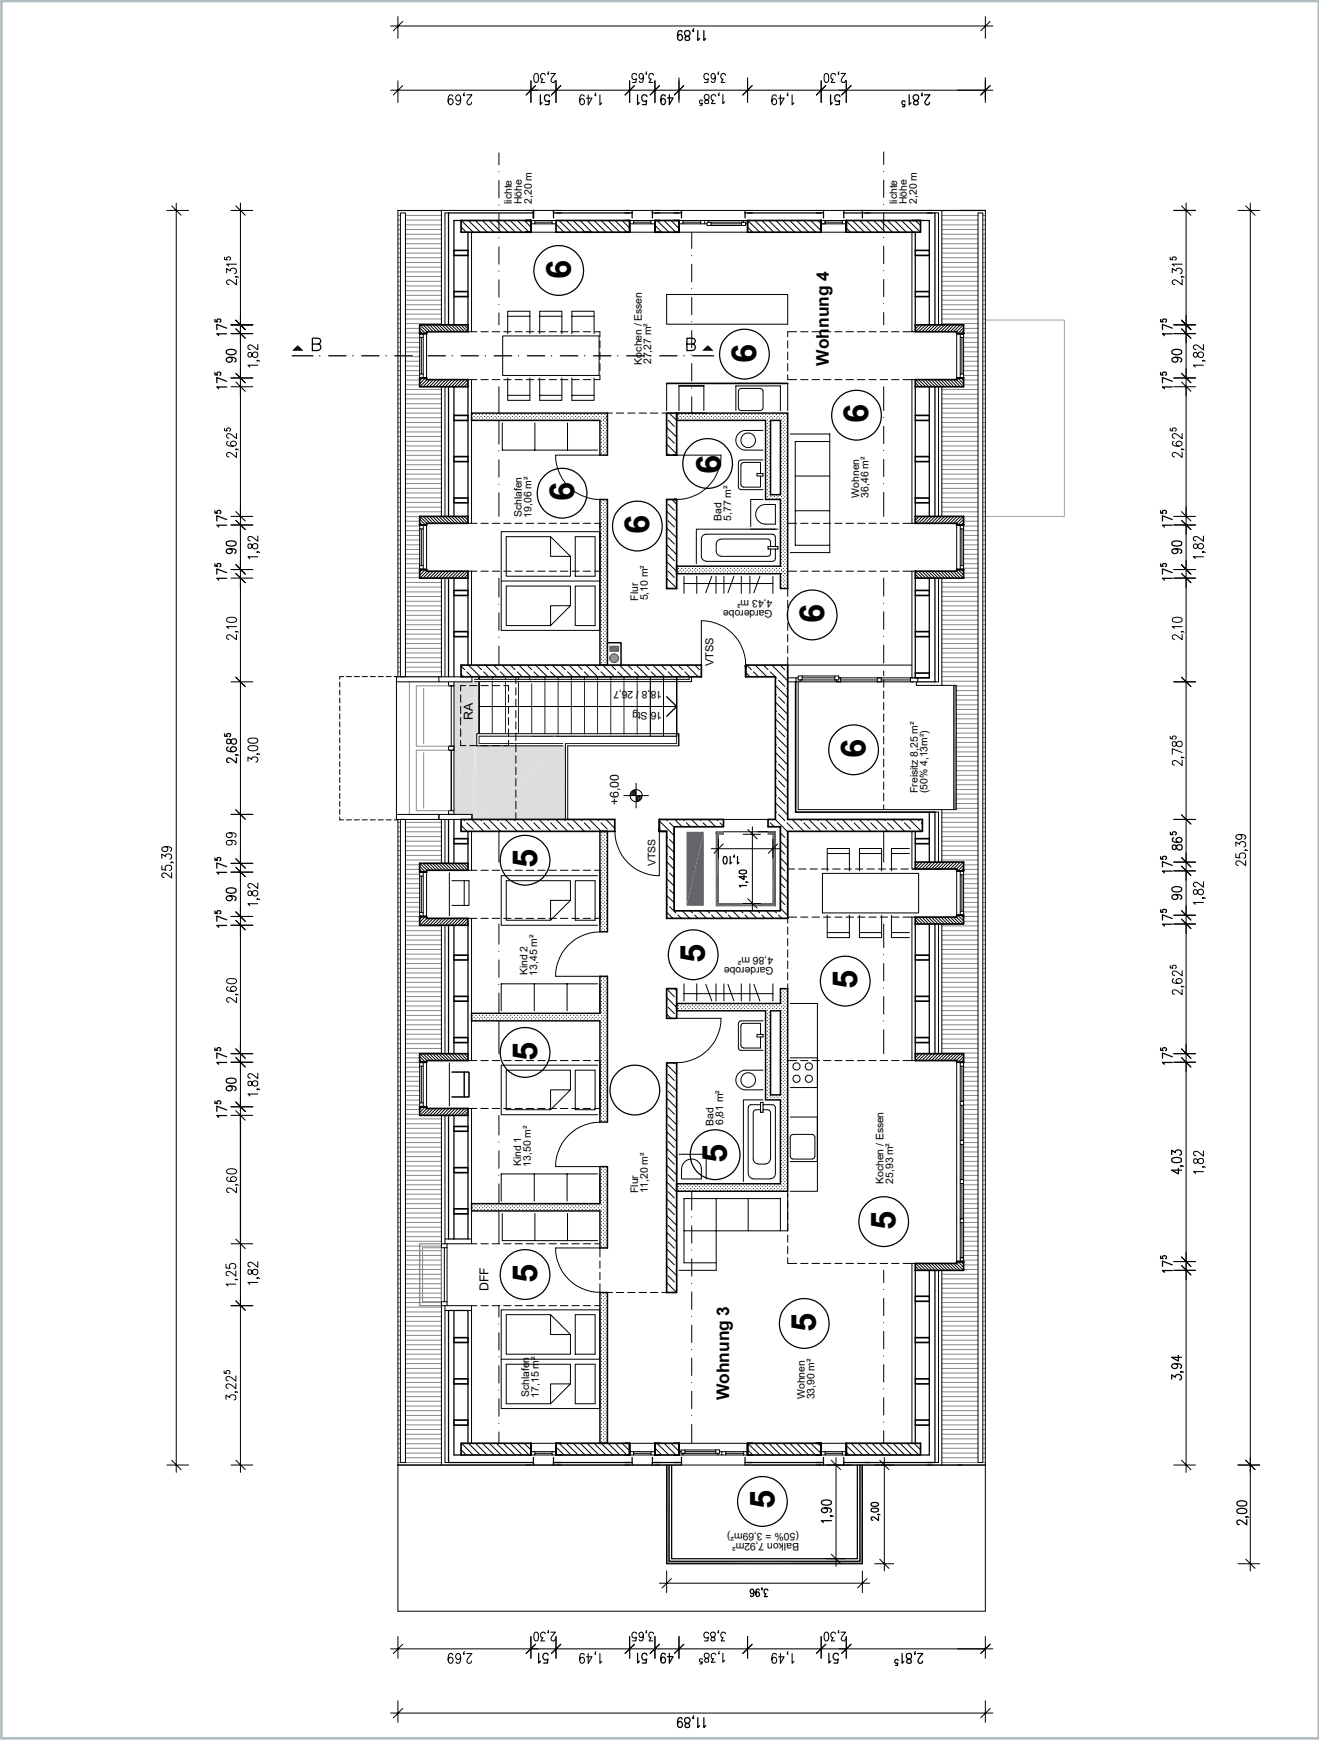 11,89
2,30
3,65
3,65
2,30
2,69
51
1,49
51
49
1,38⁵
1,49
51
2,81⁵
lichte
Höhe
2,20 m
lichte
Höhe
2,20 m
25,39
2,31⁵
17⁵
90
1,82
17⁵
2,62⁵
17⁵
90
1,82
17⁵
2,10
2,68⁵
3,00
99
17⁵
90
1,82
17⁵
2,60
17⁵
90
1,82
17⁵
2,60
1,25
1,82
3,22⁵
B
B
6
Kochen / Essen
27,27 m²
6
Wohnung 4
6
Wohnen
36,46 m²
Schlafen
19,06 m²
6
6
Bad
5,77 m²
6
Flur
5,10 m²
Garderobe
4,43 m²
6
VTSS
RA
16 Stg
18,8 / 26,7
+6,00
6
Freisitz 8,25 m²
(50% 4,13m²)
VTSS
1,10
1,40
5
Kind 2
13,45 m²
5
Garderobe
4,86 m²
5
5
Kind 1
13,50 m²
Flur
11,20 m²
Bad
6,81 m²
5
Kochen / Essen
25,93 m²
5
DFF
5
Schlafen
17,15 m²
Wohnung 3
5
Wohnen
33,90 m²
5
Balkon 7,92m²
(50% = 3,69m²)
1,90
2,00
3,96
2,31⁵
17⁵
90
1,82
17⁵
2,62⁵
17⁵
90
1,82
17⁵
2,10
2,78⁵
86⁵
17⁵
90
1,82
17⁵
2,62⁵
17⁵
4,03
1,82
17⁵
3,94
25,39
2,00
2,30
3,65
3,85
2,30
2,69
51
1,49
51
49
1,38⁵
1,49
51
2,81⁵
11,89